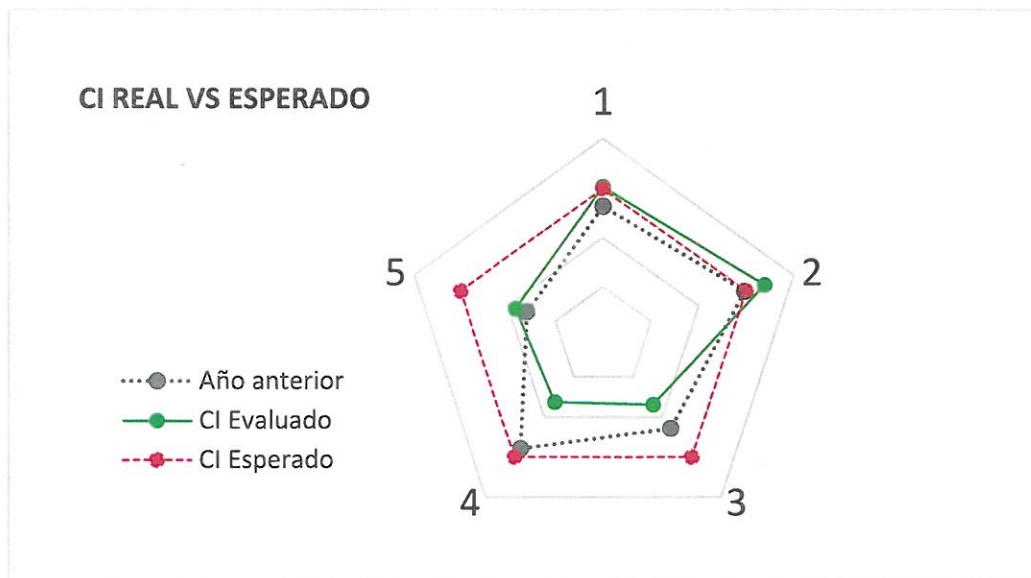 CI REAL VS ESPERADO
1
2
3
4
5
Año anterior
CI Evaluado
CI Esperado